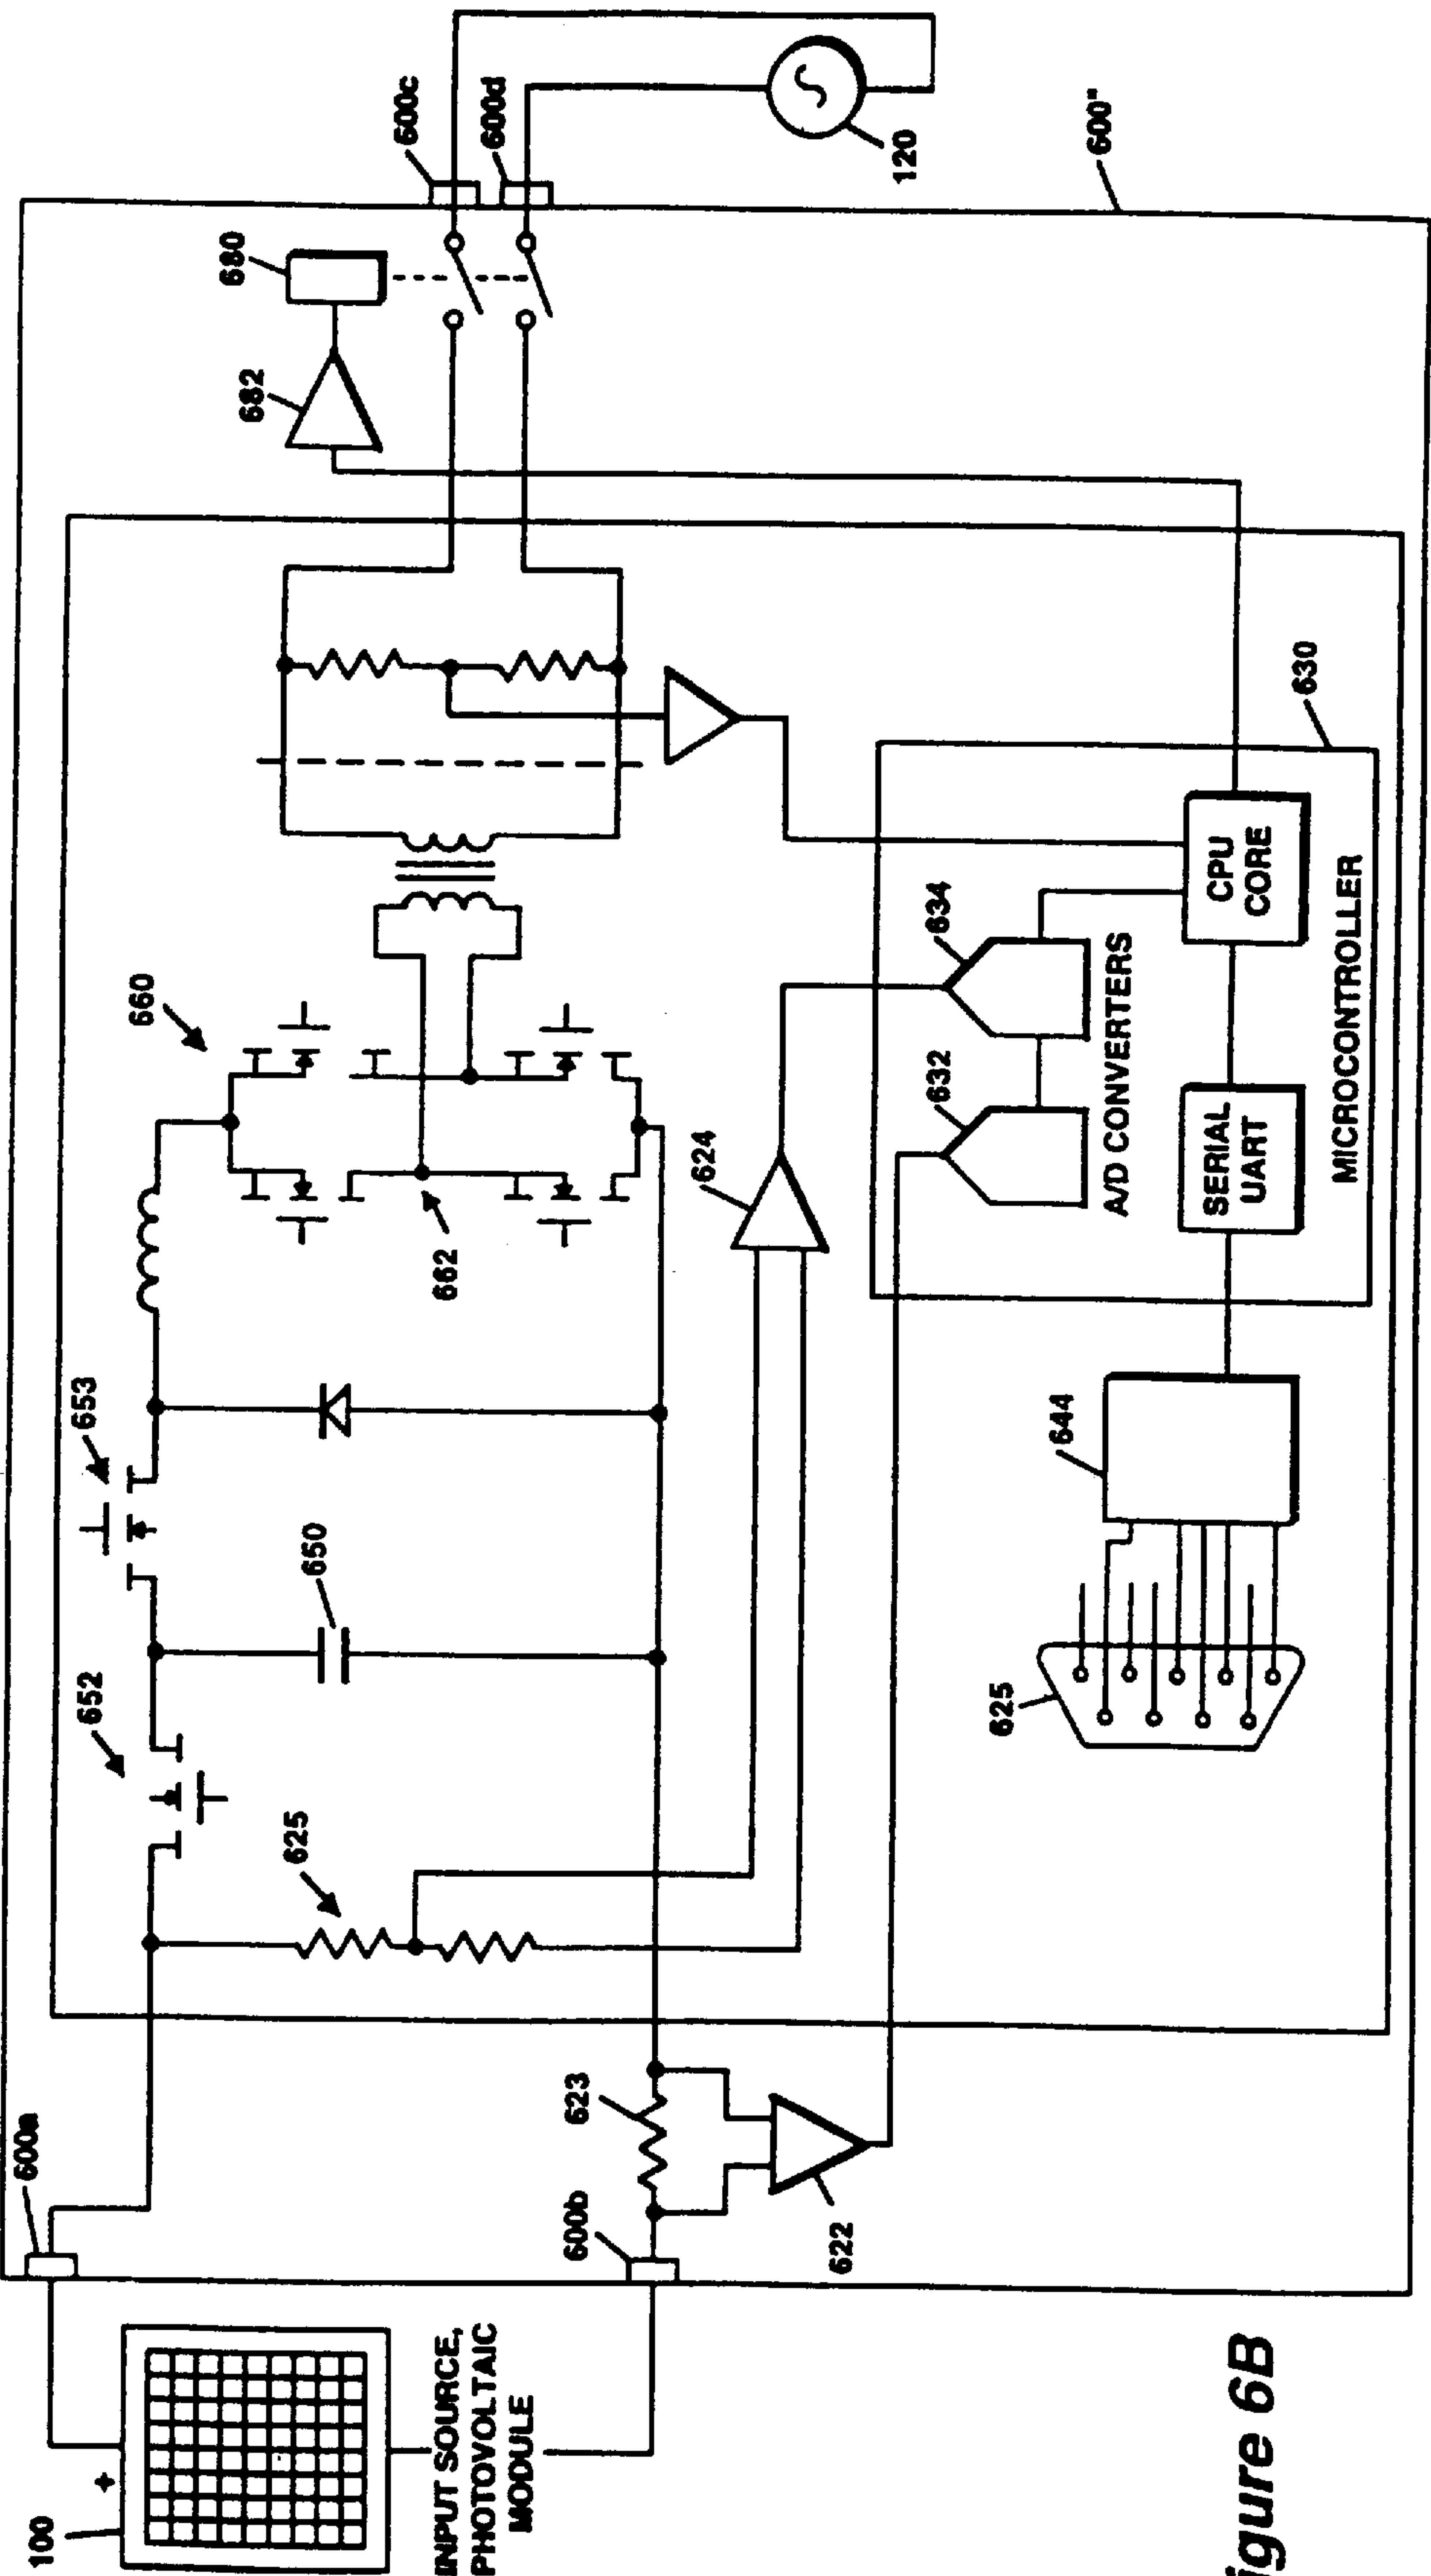 100
+
INPUT SOURCE,
PHOTOVOLTAIC
MODULE
600a
600b
623
622
625
652
650
653
660
662
624
682
680
600c
600d
120
600"
625
644
632
634
A/D CONVERTERS
SERIAL
UART
CPU
CORE
MICROCONTROLLER
630
igure 6B